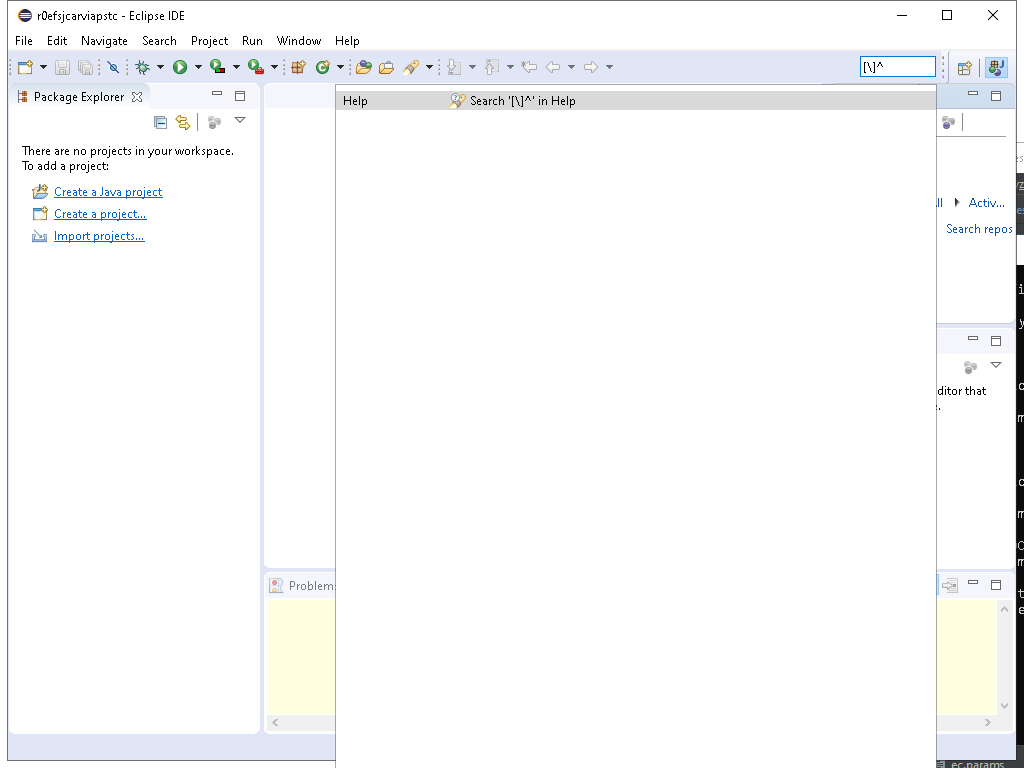 r0efsjcarviapstc - Eclipse IDE
File Edit Navigate Search Project Run Window Help
[\]^
Package Explorer
Help Search '[\]^' in Help
There are no projects in your workspace.
To add a project:
Create a Java project
Create a project...
Import projects...
Activ...
Search repos
ditor that
Problem
ec.params